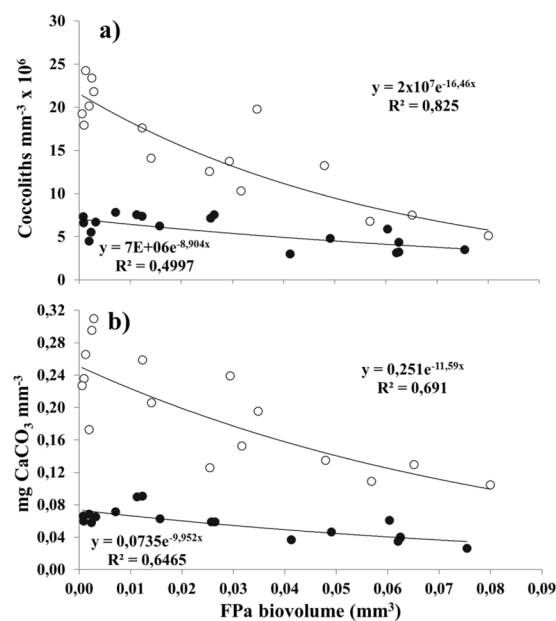 a)
Coccoliths mm⁻³ x 10⁶
30
25
20
15
10
5
0
y = 2x10⁷e⁻¹⁶,⁴⁶ˣ
R² = 0,825
y = 7E+06e⁻⁸,⁹⁰⁴ˣ
R² = 0,4997
b)
mg CaCO₃ mm⁻³
0,32
0,28
0,24
0,20
0,16
0,12
0,08
0,04
0,00
y = 0,251e⁻¹¹,⁵⁹ˣ
R² = 0,691
y = 0,0735e⁻⁹,⁹⁵²ˣ
R² = 0,6465
0,00 0,01 0,02 0,03 0,04 0,05 0,06 0,07 0,08 0,09
FPa biovolume (mm³)